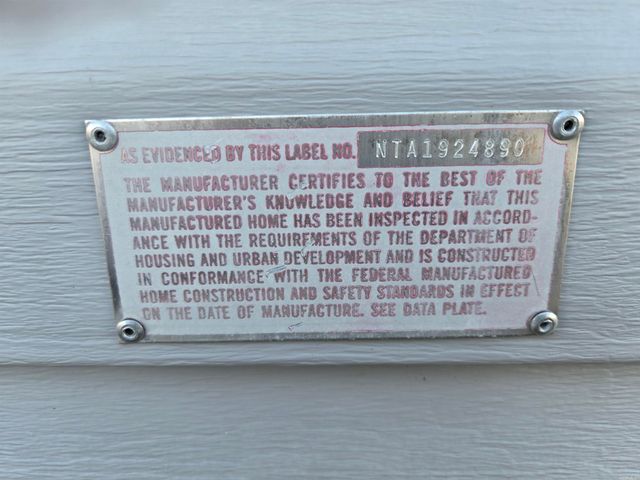 AS EVIDENCED BY THIS LABEL NO. NTA1924890
THE MANUFACTURER CERTIFIES TO THE BEST OF THE
MANUFACTURER'S KNOWLEDGE AND BELIEF THAT THIS
MANUFACTURED HOME HAS BEEN INSPECTED IN ACCORD-
ANCE WITH THE REQUIREMENTS OF THE DEPARTMENT OF
HOUSING AND URBAN DEVELOPMENT AND IS CONSTRUCTED
IN CONFORMANCE WITH THE FEDERAL MANUFACTURED
HOME CONSTRUCTION AND SAFETY STANDARDS IN EFFECT
ON THE DATE OF MANUFACTURE. SEE DATA PLATE.